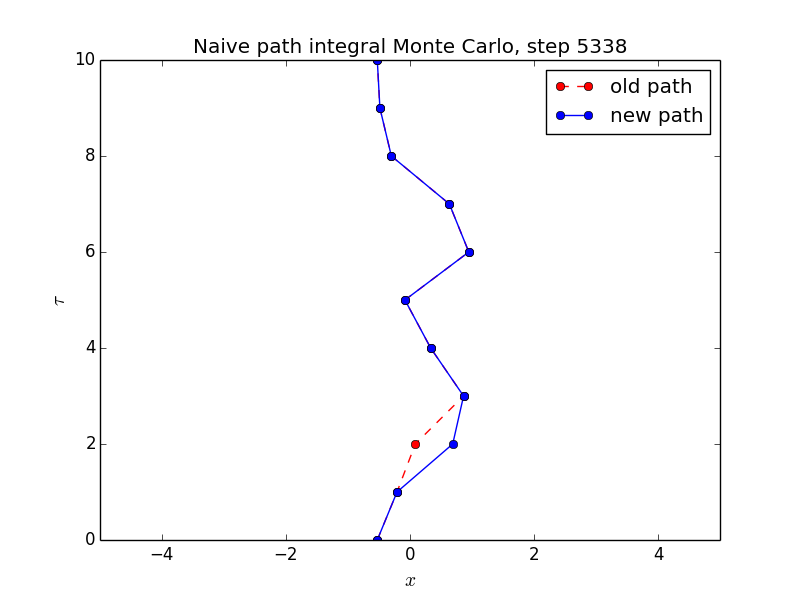 Naive path integral Monte Carlo, step 5338
10
8
6
4
2
0
τ
old path
new path
−4
−2
0
2
4
x